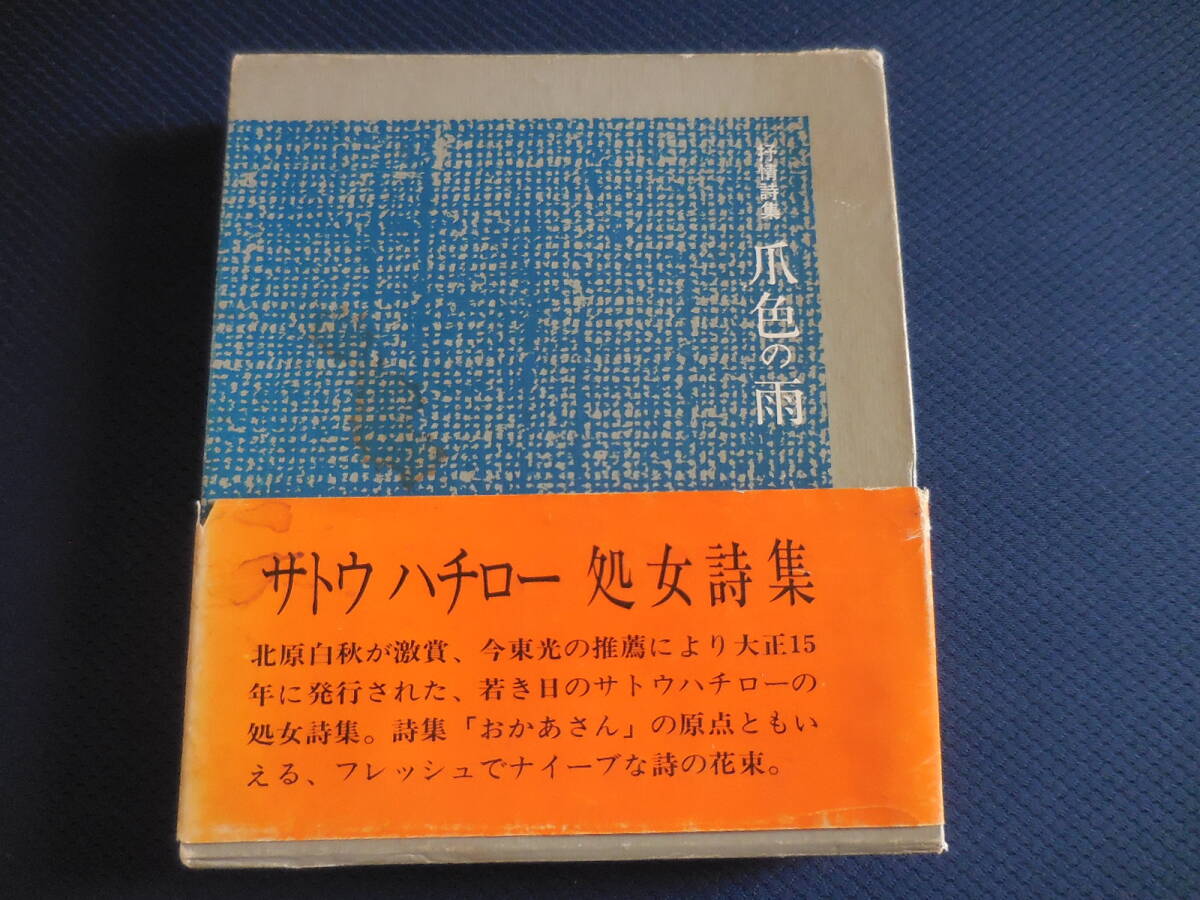 抒情詩集 爪色の雨
サトウハチロー 処女詩集
北原白秋が激賞、今東光の推薦により大正15
年に発行された、若き日のサトウハチローの
処女詩集。詩集「おかあさん」の原点ともい
える、フレッシュでナイーブな詩の花束。